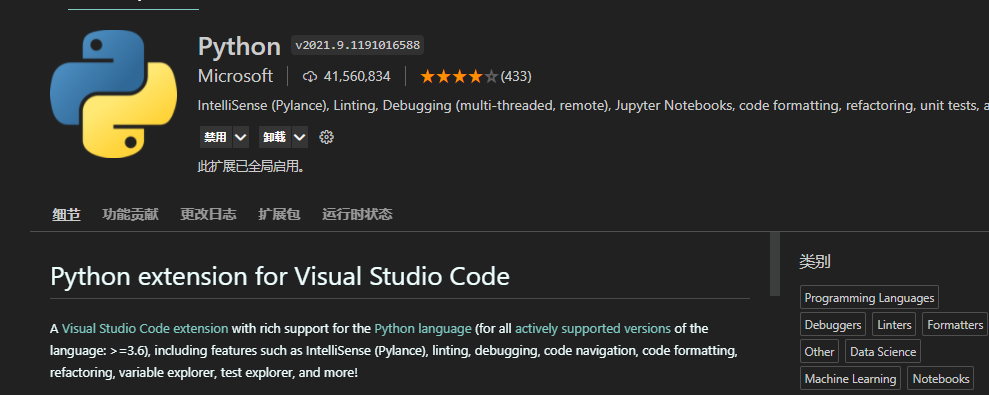 Python v2021.9.1191016588
Microsoft 41,560,834 (433)
IntelliSense (Pylance), Linting, Debugging (multi-threaded, remote), Jupyter Notebooks, code formatting, refactoring, unit tests, a
禁用 卸载
此扩展已全局启用。
细节 功能贡献 更改日志 扩展包 运行时状态
Python extension for Visual Studio Code
A Visual Studio Code extension with rich support for the Python language (for all actively supported versions of the
language: >=3.6), including features such as IntelliSense (Pylance), linting, debugging, code navigation, code formatting,
refactoring, variable explorer, test explorer, and more!
类别
Programming Languages
Debuggers Linters Formatters
Other Data Science
Machine Learning Notebooks